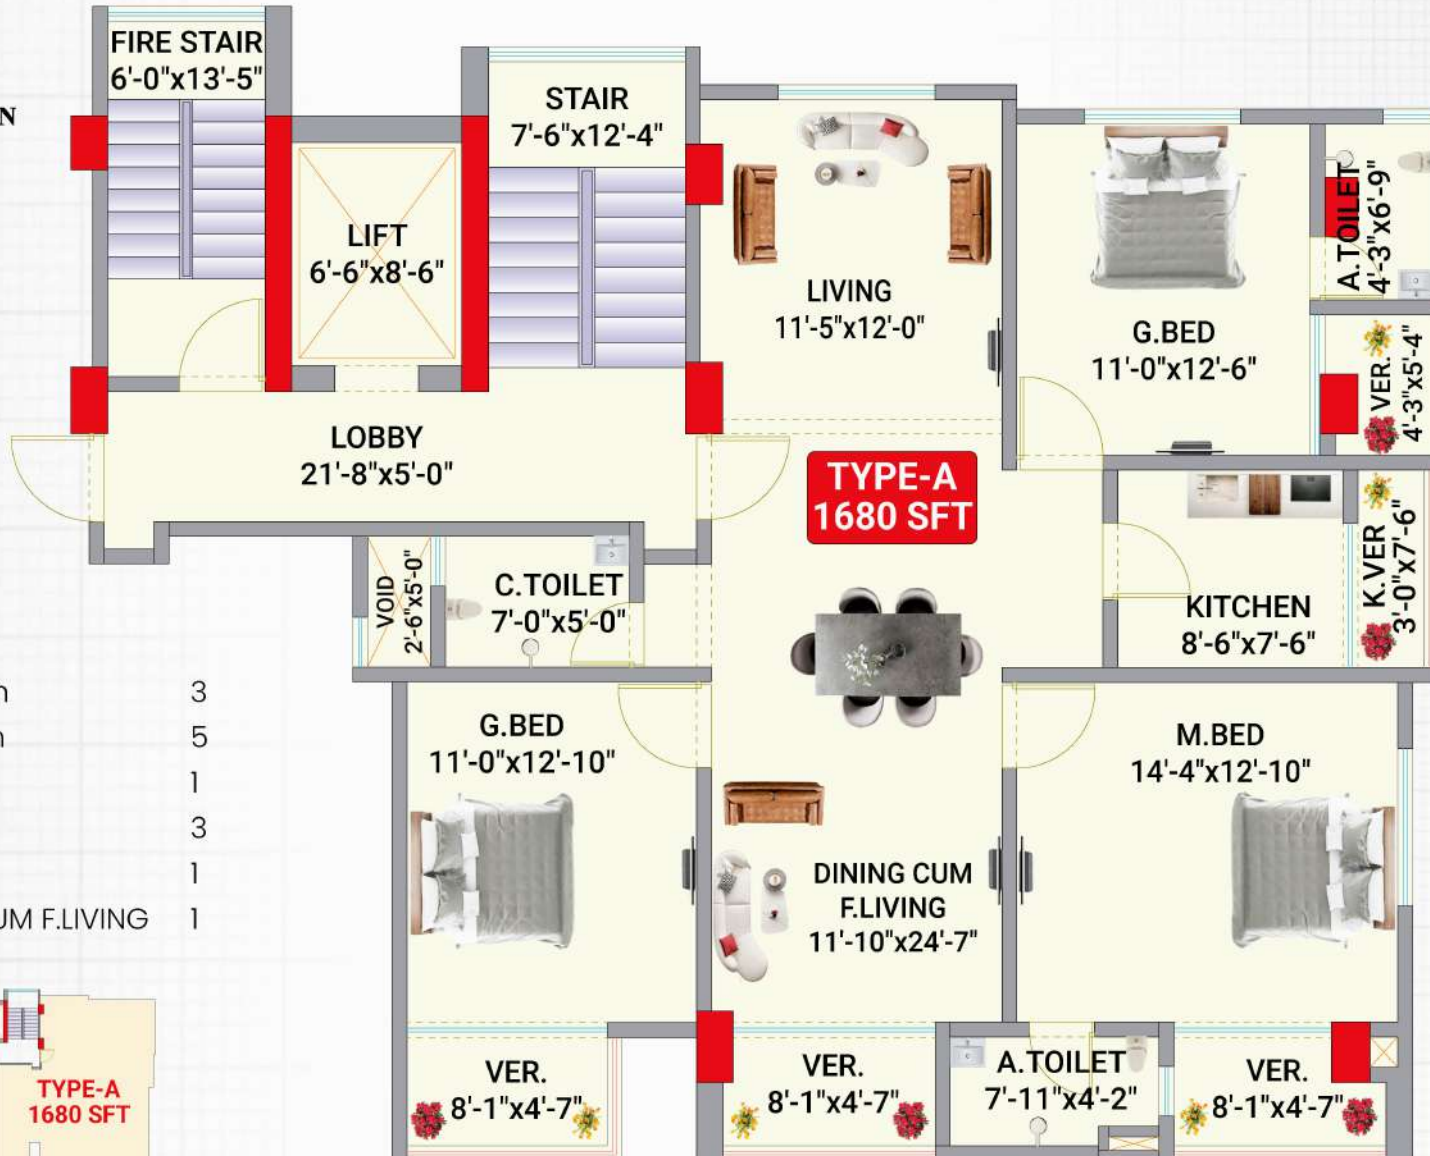 FIRE STAIR
6'-0"x13'-5"
N
STAIR
7'-6"x12'-4"
LIFT
6'-6"x8'-6"
LIVING
11'-5"x12'-0"
G.BED
11'-0"x12'-6"
A.TOILET
4'-3"x6'-9"
VER.
4'-3"x5'-4"
LOBBY
21'-8"x5'-0"
TYPE-A
1680 SFT
VOID
2'-6"x5'-0"
C.TOILET
7'-0"x5'-0"
KITCHEN
8'-6"x7'-6"
K.VER
3'-0"x7'-6"
3
5
1
3
1
UM F.LIVING 1
G.BED
11'-0"x12'-10"
M.BED
14'-4"x12'-10"
DINING CUM
F.LIVING
11'-10"x24'-7"
VER.
8'-1"x4'-7"
VER.
8'-1"x4'-7"
A.TOILET
7'-11"x4'-2"
VER.
8'-1"x4'-7"
TYPE-A
1680 SFT